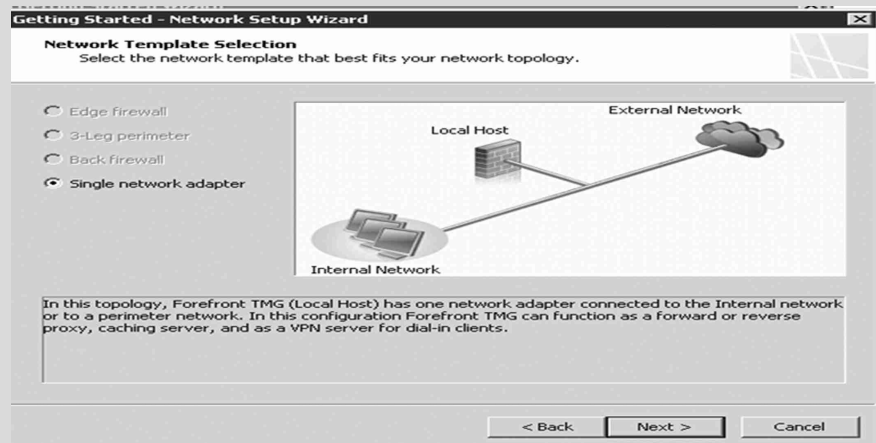 Getting Started - Network Setup Wizard
Network Template Selection
Select the network template that best fits your network topology.
Edge firewall
3-Leg perimeter
Back firewall
Single network adapter
External Network
Local Host
Internal Network
In this topology, Forefront TMG (Local Host) has one network adapter connected to the Internal network
or to a perimeter network. In this configuration Forefront TMG can function as a forward or reverse
proxy, caching server, and as a VPN server for dial-in clients.
< Back
Next >
Cancel